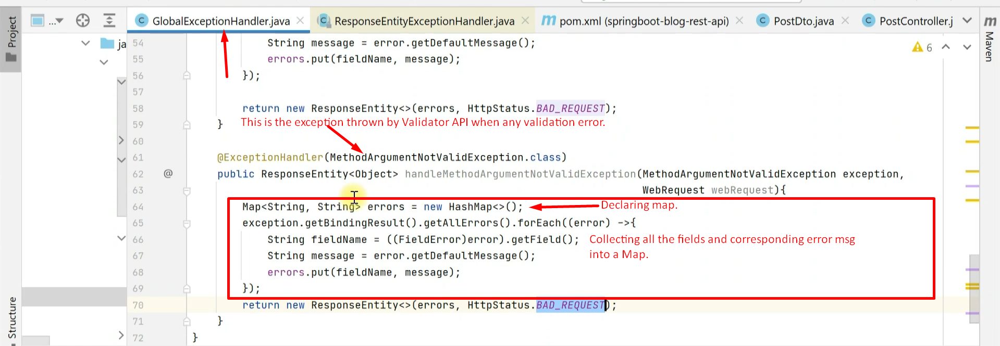 Project
...
GlobalExceptionHandler.java
ResponseEntityExceptionHandler.java
m pom.xml (springboot-blog-rest-api)
C PostDto.java
C PostController.j
m Maven
ja
6
54 String message = error.getDefaultMessage();
55 errors.put(fieldName, message);
56 });
57
58 return new ResponseEntity<>(errors, HttpStatus.BAD_REQUEST);
59 } This is the exception thrown by Validator API when any validation error.
60
61 @ExceptionHandler(MethodArgumentNotValidException.class)
62 @ public ResponseEntity<Object> handleMethodArgumentNotValidException(MethodArgumentNotValidException exception,
63 WebRequest webRequest){
64 Map<String, String> errors = new HashMap<>(); Declaring map.
65 exception.getBindingResult().getAllErrors().forEach((error) ->{
66 String fieldName = ((FieldError)error).getField(); Collecting all the fields and corresponding error msg
67 String message = error.getDefaultMessage(); into a Map.
68 errors.put(fieldName, message);
69 });
70 return new ResponseEntity<>(errors, HttpStatus.BAD_REQUEST);
71 }
72 }
Structure